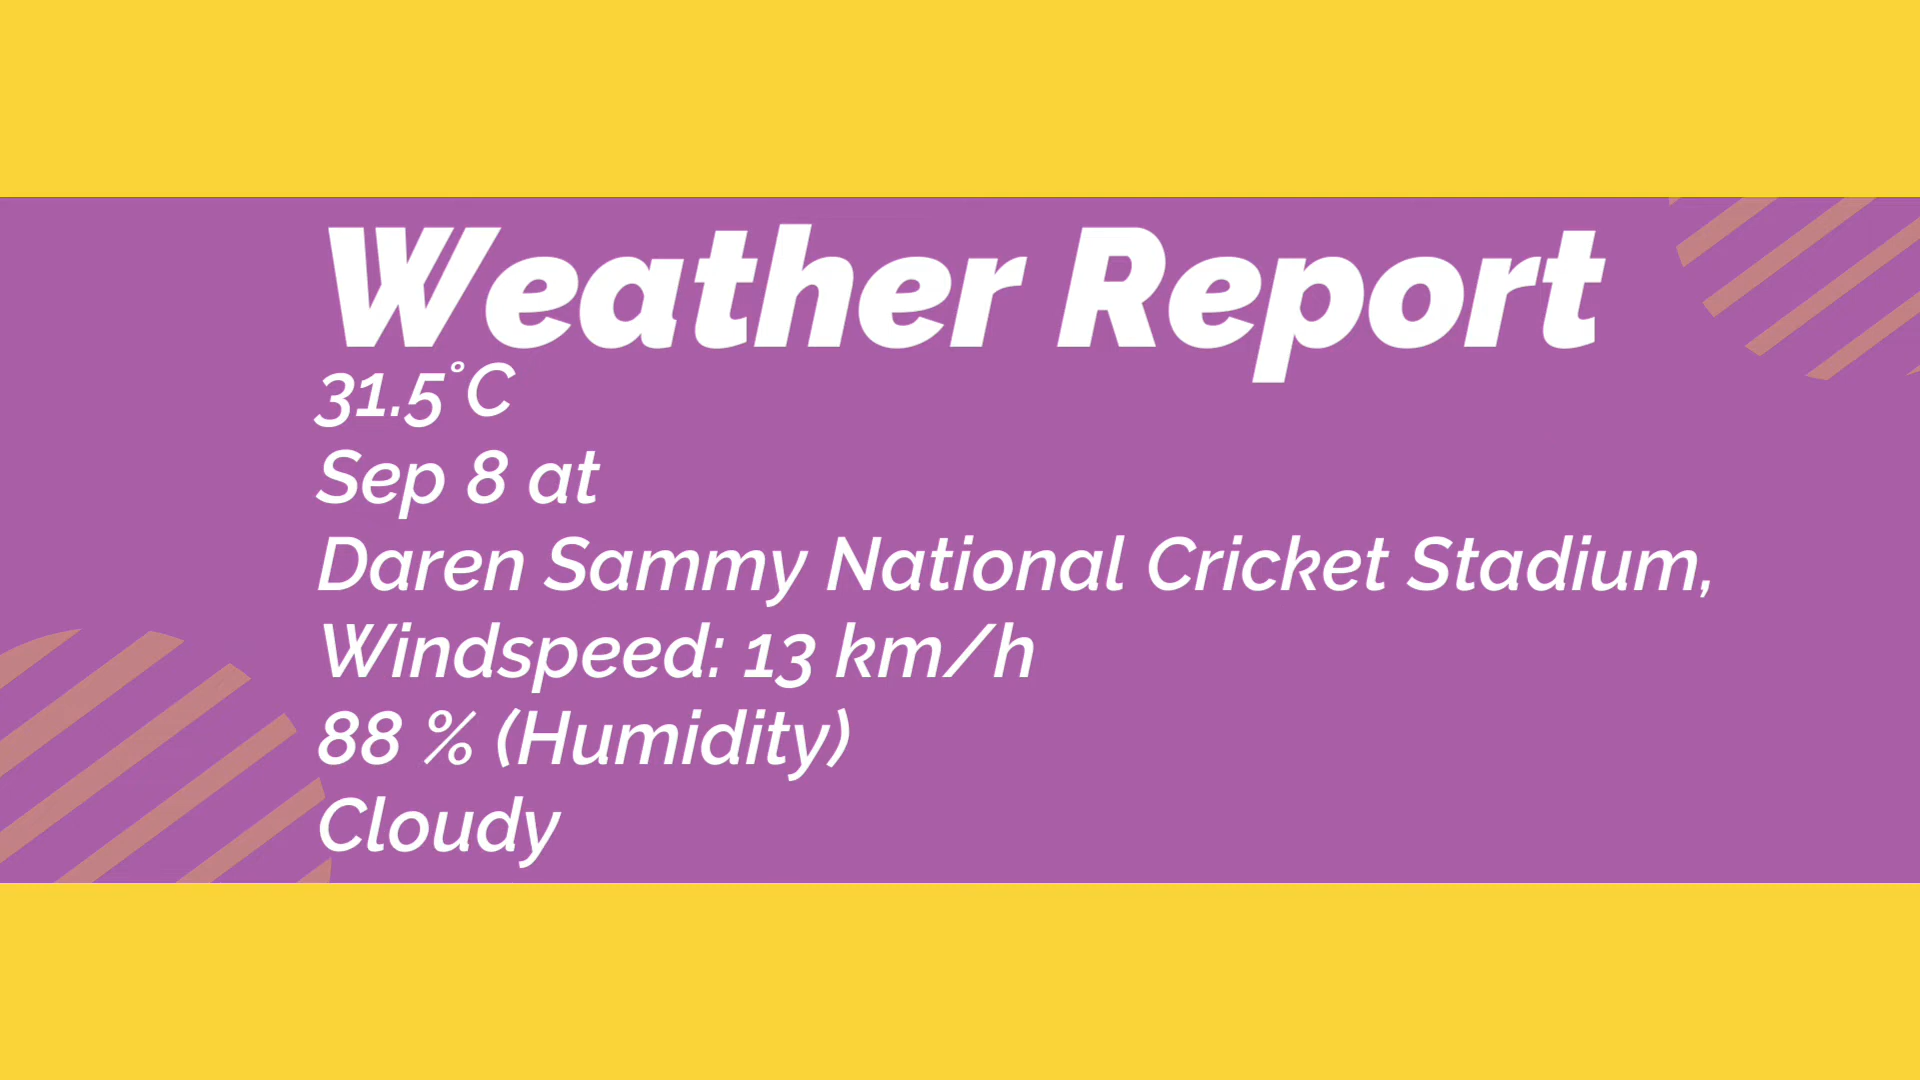 Weather Report
31.5°C
Sep 8 at
Daren Sammy National Cricket Stadium,
Windspeed: 13 km/h
88 % (Humidity)
Cloudy